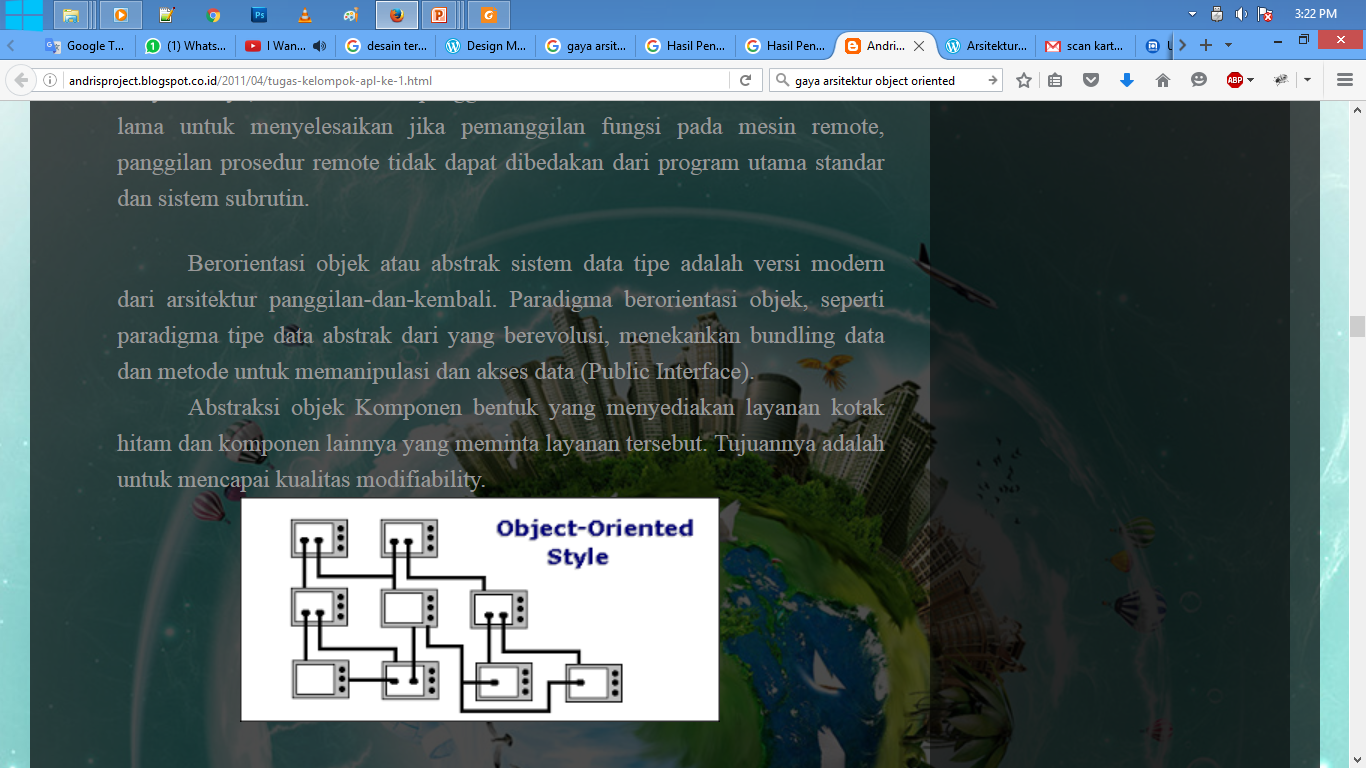 3:22 PM
Google T...
(1) Whats...
I Wan...
desain ter...
Design M...
gaya arsit...
Hasil Pen...
Hasil Pen...
Andri...
Arsitektur...
scan kart...
andrisproject.blogspot.co.id/2011/04/tugas-kelompok-apl-ke-1.html
gaya arsitektur object oriented
ABP
lama untuk menyelesaikan jika pemanggilan fungsi pada mesin remote,
panggilan prosedur remote tidak dapat dibedakan dari program utama standar
dan sistem subrutin.
Berorientasi objek atau abstrak sistem data tipe adalah versi modern
dari arsitektur panggilan-dan-kembali. Paradigma berorientasi objek, seperti
paradigma tipe data abstrak dari yang berevolusi, menekankan bundling data
dan metode untuk memanipulasi dan akses data (Public Interface).
Abstraksi objek Komponen bentuk yang menyediakan layanan kotak
hitam dan komponen lainnya yang meminta layanan tersebut. Tujuannya adalah
untuk mencapai kualitas modifiability.
Object-Oriented
Style